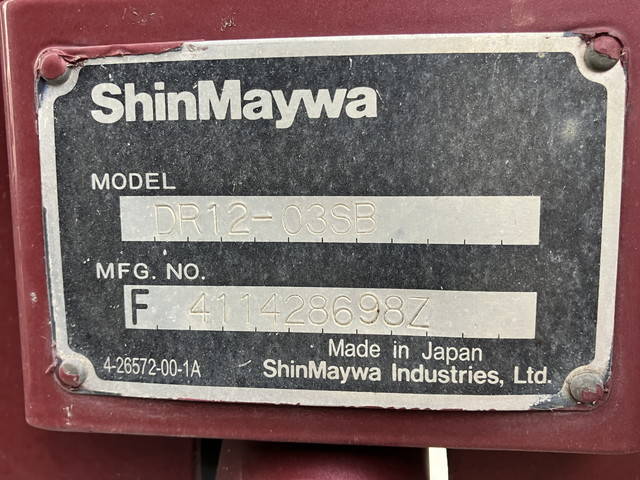 ShinMaywa
MODEL
DR12-03SB
MFG. NO.
F 411428698Z
Made in Japan
4-26572-00-1A
ShinMaywa Industries, Ltd.